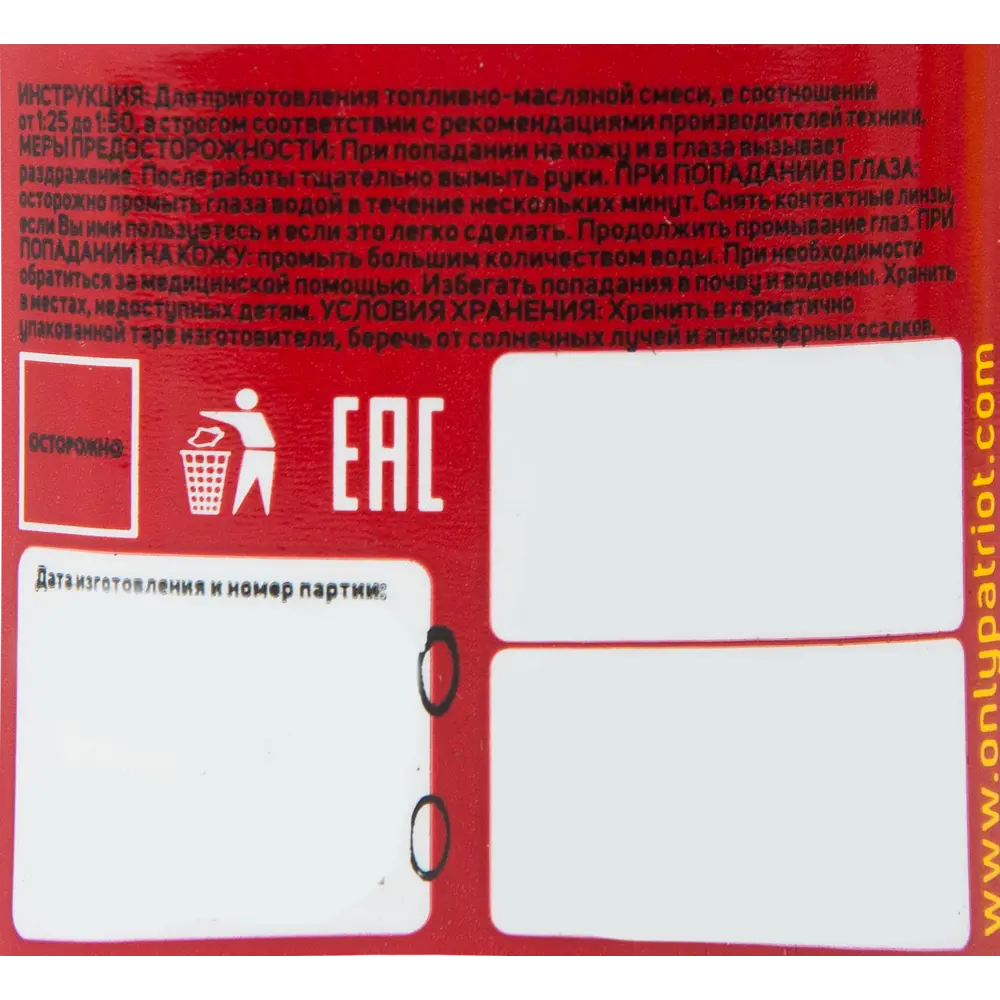 ИНСТРУКЦИЯ: Для приготовления топливно-масляной смеси, в соотношении
от 1:25 до 1:50, в строгом соответствии с рекомендациями производителей техники.
МЕРЫ ПРЕДОСТОРОЖНОСТИ: При попадании на кожу и в глаза вызывает
раздражение. После работы тщательно вымыть руки. ПРИ ПОПАДАНИИ В ГЛАЗА:
осторожно промыть глаза водой в течение нескольких минут. Снять контактные линзы,
если Вы ими пользуетесь и если это легко сделать. Продолжить промывание глаз. ПРИ
ПОПАДАНИИ НА КОЖУ: промыть большим количеством воды. При необходимости
обратиться за медицинской помощью. Избегать попадания в почву и водоемы. Хранить
в местах, недоступных детям. УСЛОВИЯ ХРАНЕНИЯ: Хранить в герметично
упакованной таре изготовителя, беречь от солнечных лучей и атмосферных осадков.
ОСТОРОЖНО
EAC
Дата изготовления и номер партии:
www.onlypatriot.com